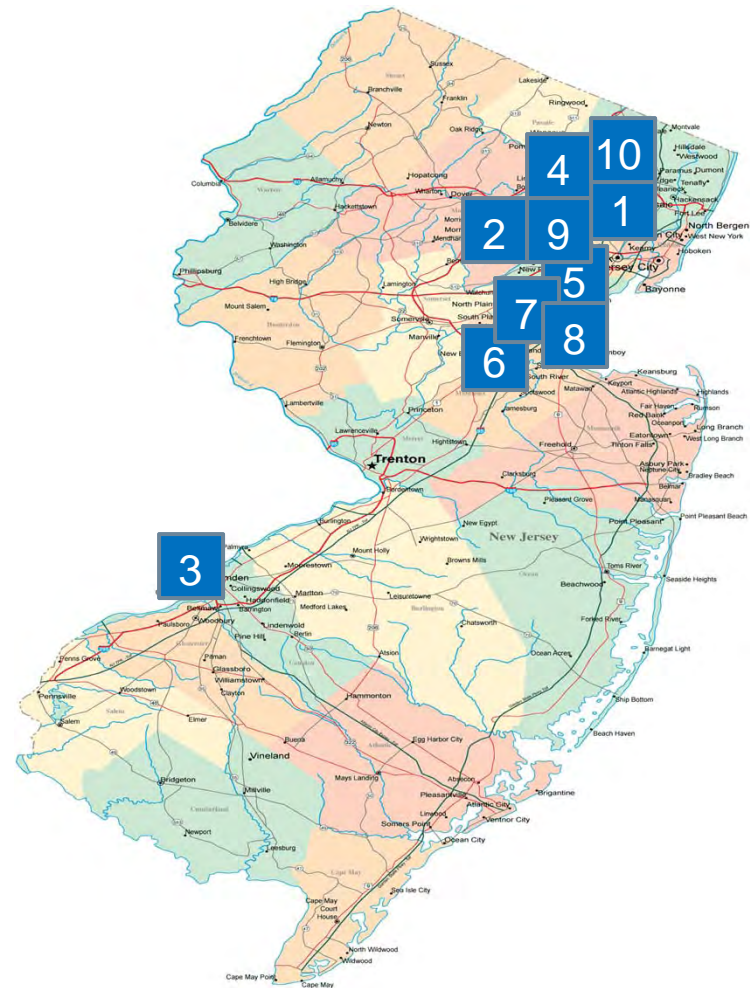 Sussex
Lakeside
Branchville
Ringwood
Franklin
Montvale
Newton
Oak Ridge
Hillsdale
Westwood
10
Paramus
Dumont
4
Columbia
Allamuchy
Hopatcong
Tenafly
Wharton
Dover
Hackensack
Hackettstown
1
Fort Lee
Belvidere
2
9
North Bergen
Washington
West New York
Kearny
Hoboken
5
Phillipsburg
High Bridge
Lamington
Bayonne
Mount Salem
Somerset
North Plain
7
Somerville
South Pla
8
Frenchtown
Flemington
Manville
6
Keansburg
South River
Keyport
Matawan
Atlantic Highlands
Highlands
Lambertville
Princeton
Jamesburg
Fair Haven
Rumson
Red Bank
Oceanport
Long Branch
Lawrenceville
Hightstown
Freehold
Eatontown
West Long Branch
Tinton Falls
Trenton
Clarksburg
Asbury Park
Neptune City
Bradley Beach
Belmar
Bordentown
Pleasant Grove
Manasquan
Point Pleasant Beach
Burlington
New Egypt
Point Pleasant
New Jersey
Wrightstown
Mount Holly
3
Browns Mills
Toms River
Moorestown
Seaside Heights
Collingswood
Beachwood
Haddonfield
Marlton
Leisuretowne
Barrington
Medford Lakes
Burlington
Paulsboro
Woodbury
Lindenwold
Chatsworth
Forked River
Pine Hill
Berlin
Penns Grove
Pitman
Atsion
Ocean Acres
Barnegat Light
Glassboro
Pennsville
Williamstown
Woodstown
Clayton
Hammonton
Ship Bottom
Salem
Elmer
Beach Haven
Buena
Egg Harbor City
Vineland
Bridgeton
Mays Landing
Absecon
Millville
Pleasantville
Brigantine
Linwood
Atlantic City
Newport
Somers Point
Ventnor City
Leesburg
Ocean City
Cape May
Sea Isle City
Cape May
Court
House
North Wildwood
Wildwood
Cape May Point
Cape May